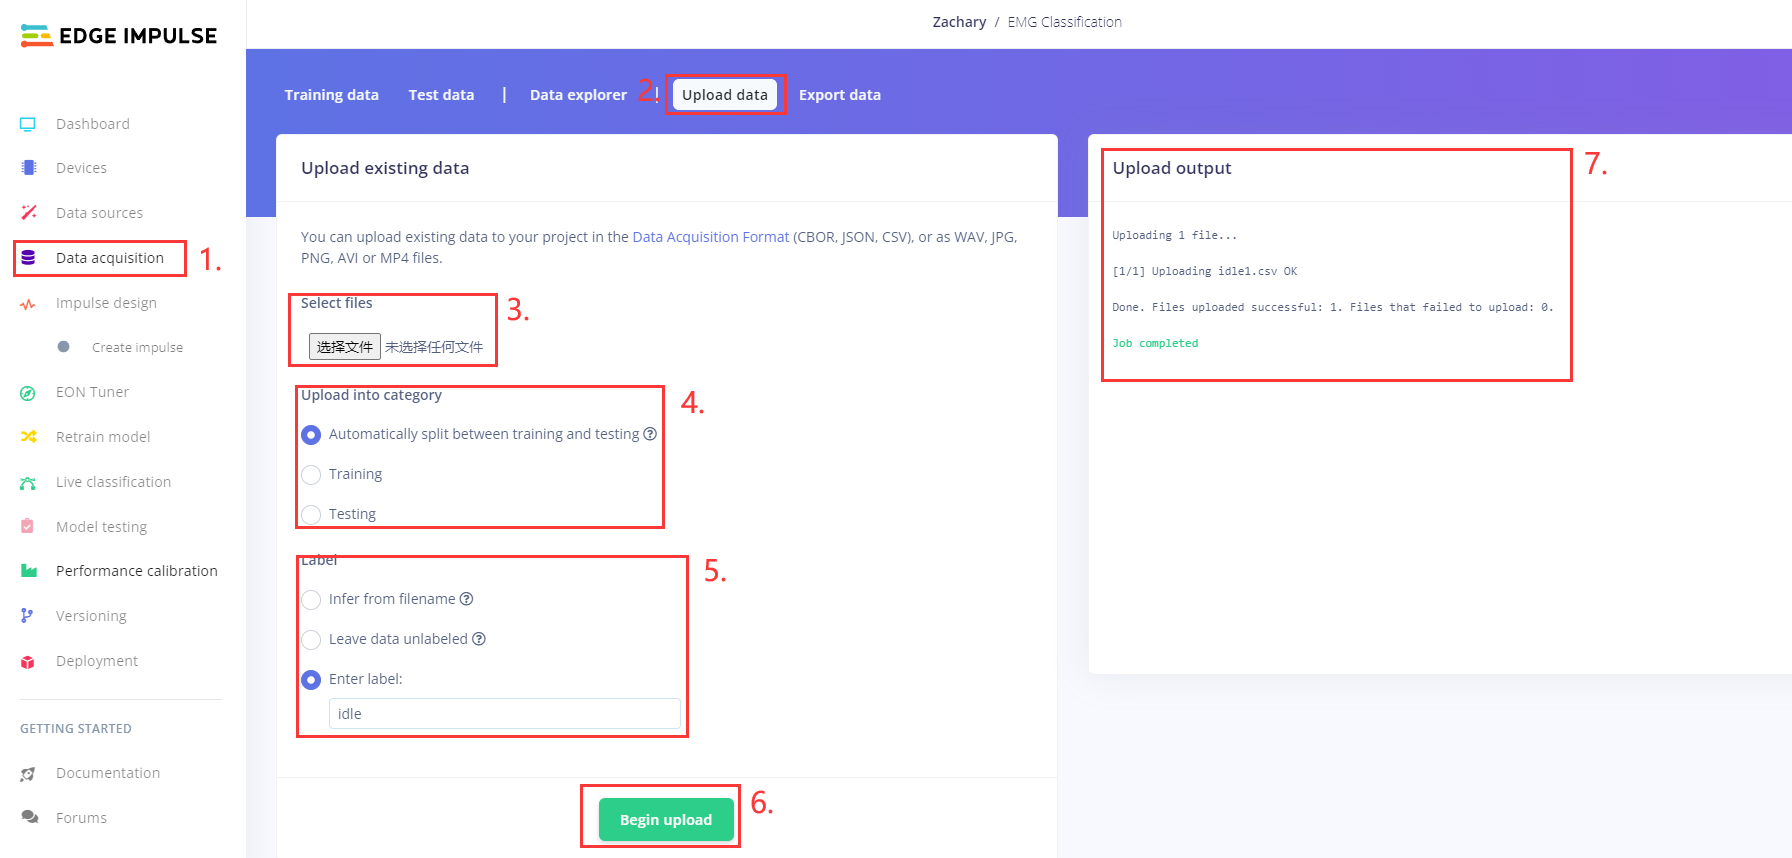 EDGE IMPULSE
Zachary / EMG Classification
Dashboard
Devices
Data sources
Data acquisition
1.
Impulse design
Create impulse
EON Tuner
Retrain model
Live classification
Model testing
Performance calibration
Versioning
Deployment
GETTING STARTED
Documentation
Forums
Training data
Test data
|
Data explorer
2.
|
Upload data
Export data
Upload existing data
You can upload existing data to your project in the Data Acquisition Format (CBOR, JSON, CSV), or as WAV, JPG,
PNG, AVI or MP4 files.
Select files
3.
选择文件 未选择任何文件
Upload into category
4.
Automatically split between training and testing ?
Training
Testing
Label
5.
Infer from filename ?
Leave data unlabeled ?
Enter label:
idle
Begin upload
6.
Upload output
7.
Uploading 1 file...
[1/1] Uploading idle1.csv OK
Done. Files uploaded successful: 1. Files that failed to upload: 0.
Job completed